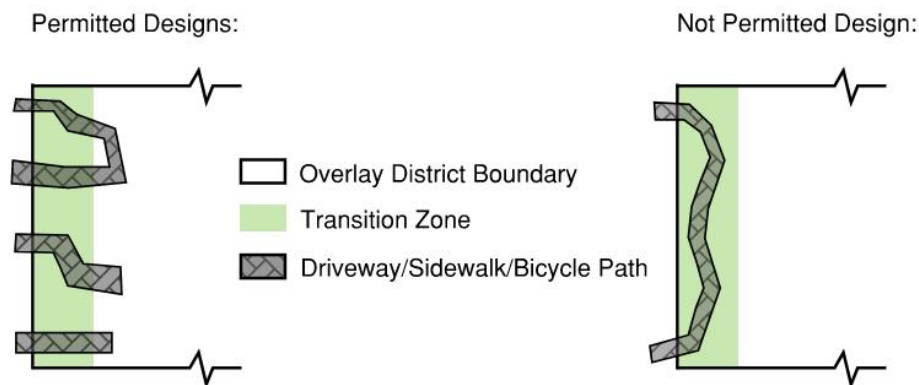 Permitted Designs:
Not Permitted Design:
Overlay District Boundary
Transition Zone
Driveway/Sidewalk/Bicycle Path